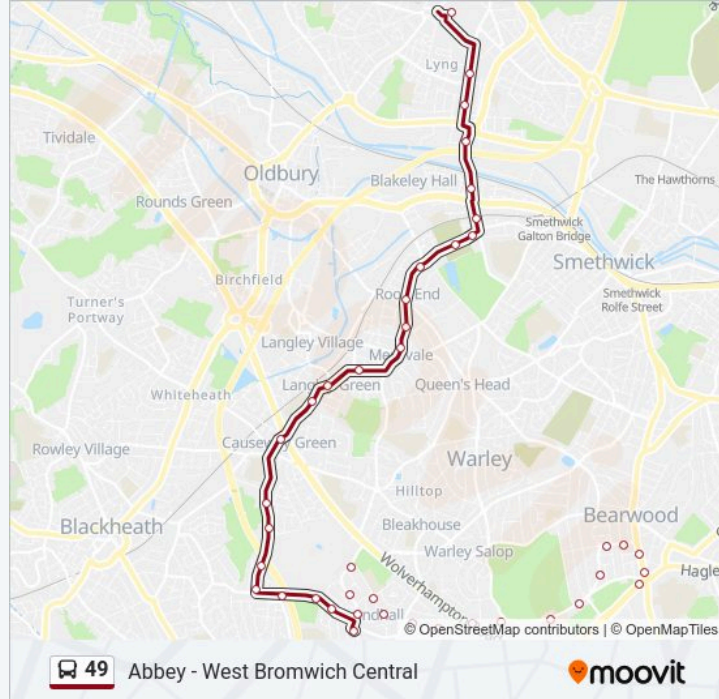 Lyng
Tividale
Oldbury
Blakeley Hall
The Hawthorns
Rounds Green
Smethwick
Galton Bridge
Smethwick
Birchfield
Smethwick
Rolfe Street
Turner's
Portway
Langley Village
Whiteheath
Queen's Head
Rowley Village
Warley
Hilltop
Blackheath
Bearwood
Bleakhouse
Warley Salop
Wolverhampton
© OpenStreetMap contributors | © OpenMapTiles
49 Abbey - West Bromwich Central
moovit